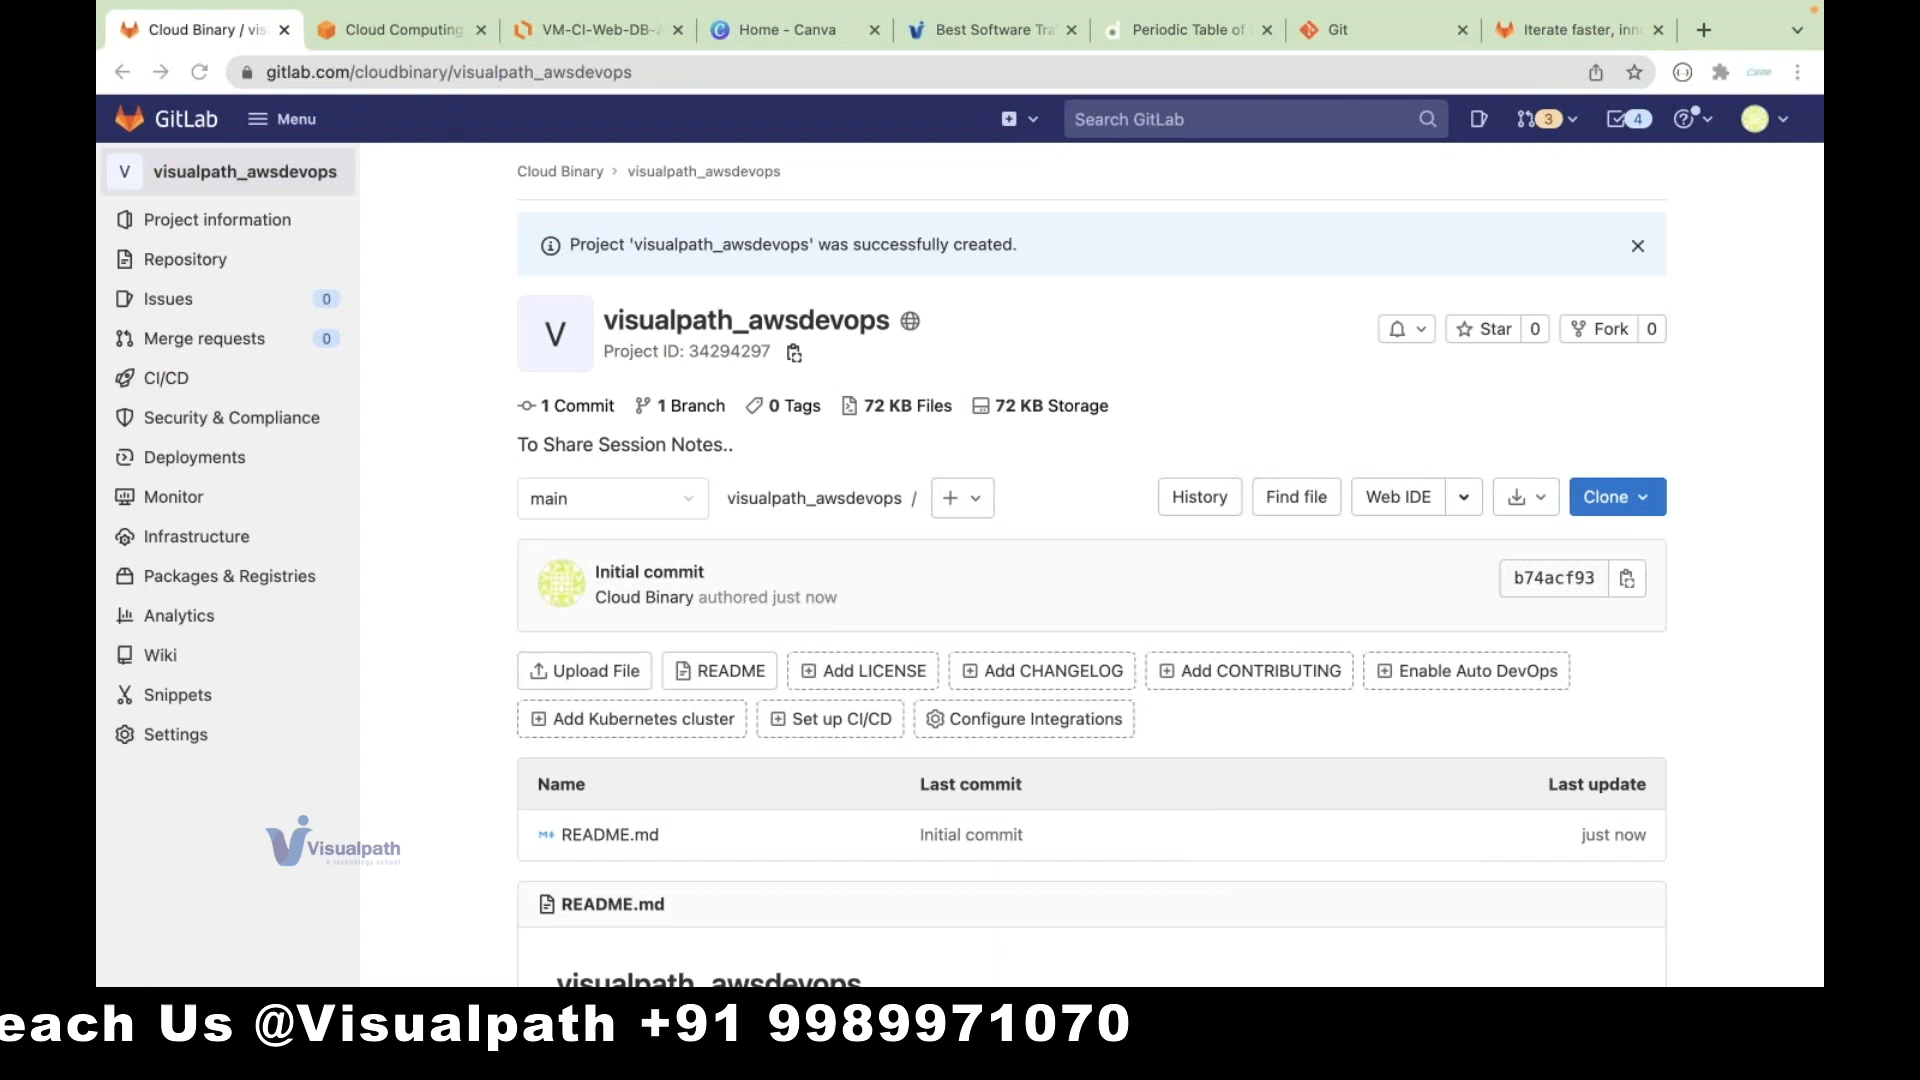 Cloud Binary / vis
Cloud Computing
VM-CI-Web-DB-
Home - Canva
Best Software Tra
Periodic Table of
Git
Iterate faster, inn
gitlab.com/cloudbinary/visualpath_awsdevops
GitLab
Menu
Search GitLab
3
4
V visualpath_awsdevops
Project information
Repository
Issues 0
Merge requests 0
CI/CD
Security & Compliance
Deployments
Monitor
Infrastructure
Packages & Registries
Analytics
Wiki
Snippets
Settings
Cloud Binary › visualpath_awsdevops
Project 'visualpath_awsdevops' was successfully created.
V
visualpath_awsdevops
Project ID: 34294297
Star 0
Fork 0
1 Commit 1 Branch 0 Tags 72 KB Files 72 KB Storage
To Share Session Notes..
main visualpath_awsdevops / + History Find file Web IDE Clone
Initial commit
Cloud Binary authored just now
b74acf93
Upload File README Add LICENSE Add CHANGELOG Add CONTRIBUTING Enable Auto DevOps
Add Kubernetes cluster Set up CI/CD Configure Integrations
Name Last commit Last update
README.md Initial commit just now
README.md
visualpath_awsdevops
Visualpath
A technology school
each Us @Visualpath +91 9989971070